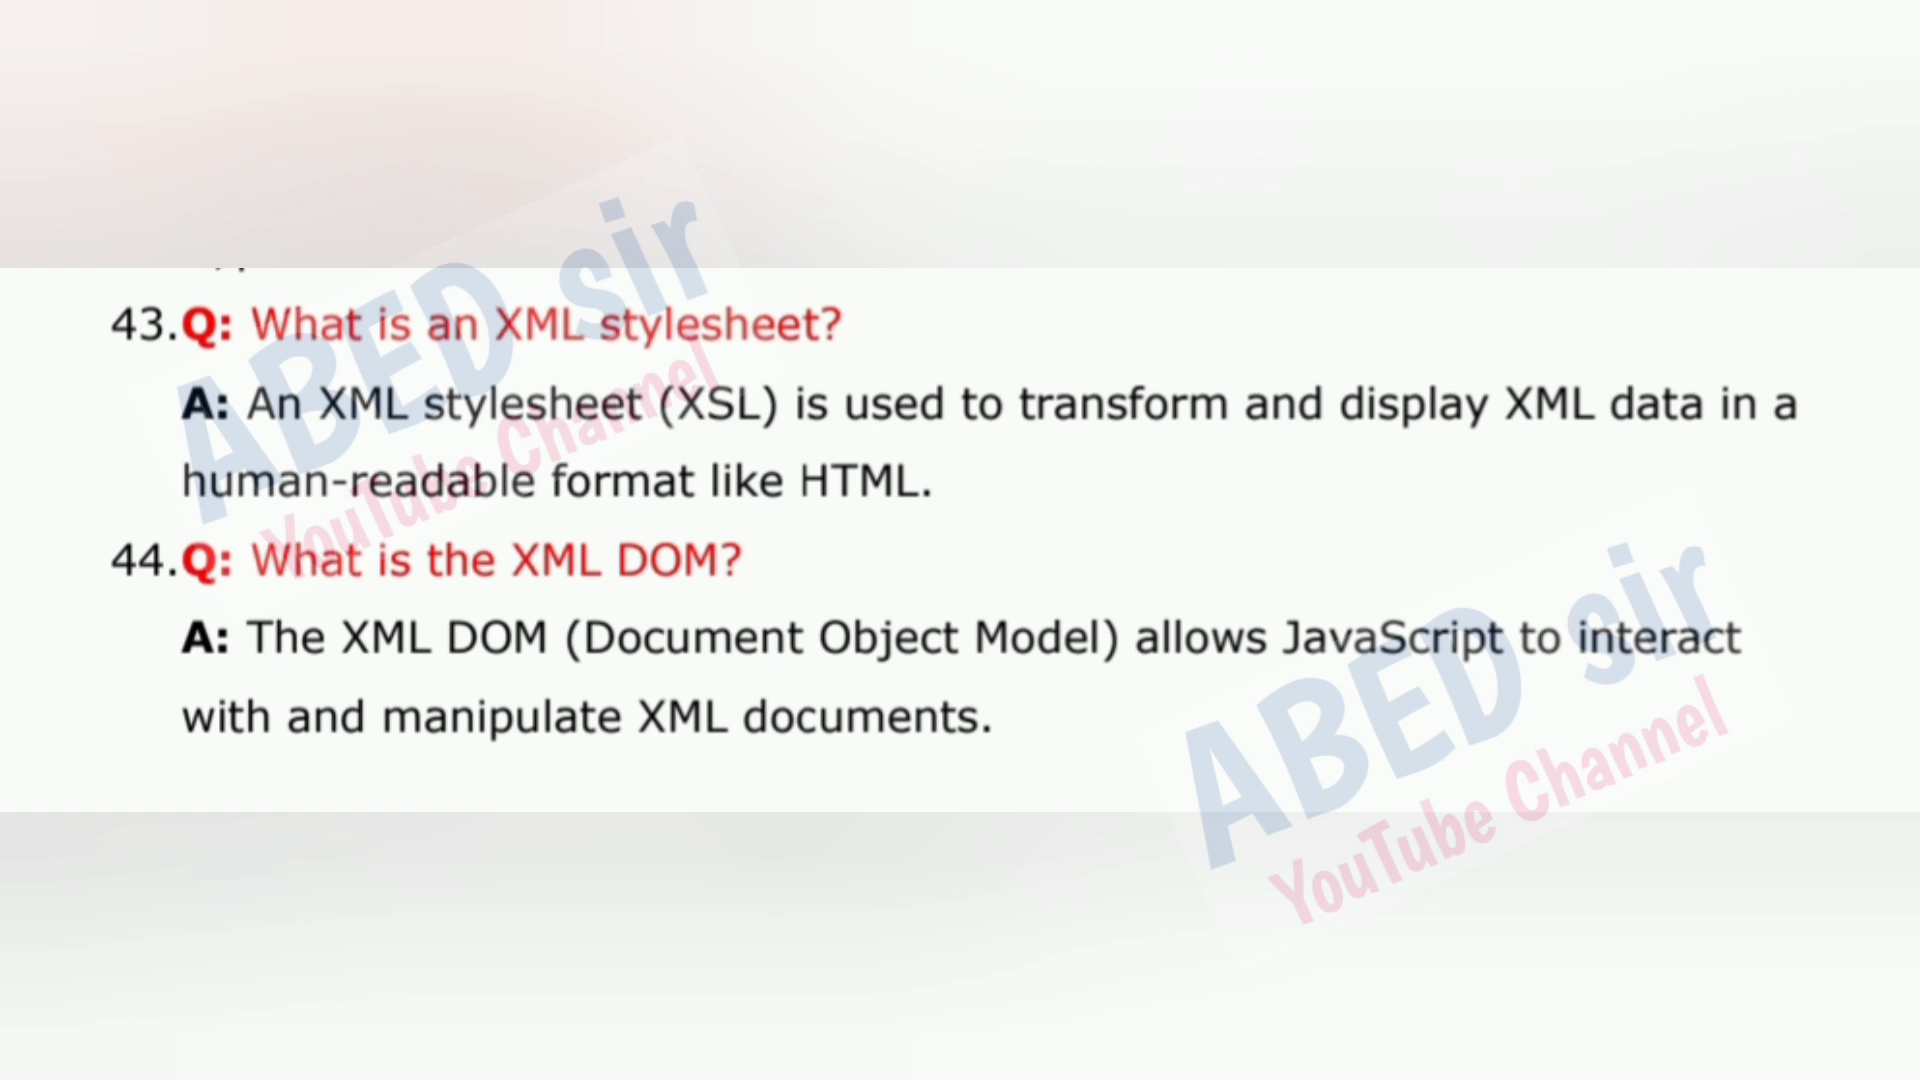 43.Q: What is an XML stylesheet?
A: An XML stylesheet (XSL) is used to transform and display XML data in a
human-readable format like HTML.
44.Q: What is the XML DOM?
A: The XML DOM (Document Object Model) allows JavaScript to interact
with and manipulate XML documents.
ABED sir
YouTube Channel
ABED sir
YouTube Channel